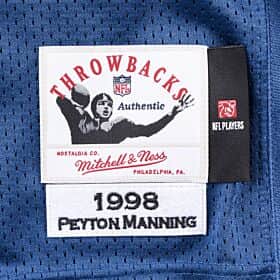 THROWBACKS
NFL
Authentic
NOSTALGIA CO.
Mitchell & Ness
PHILADELPHIA, PA.
NFL PLAYERS
1998
PEYTON MANNING